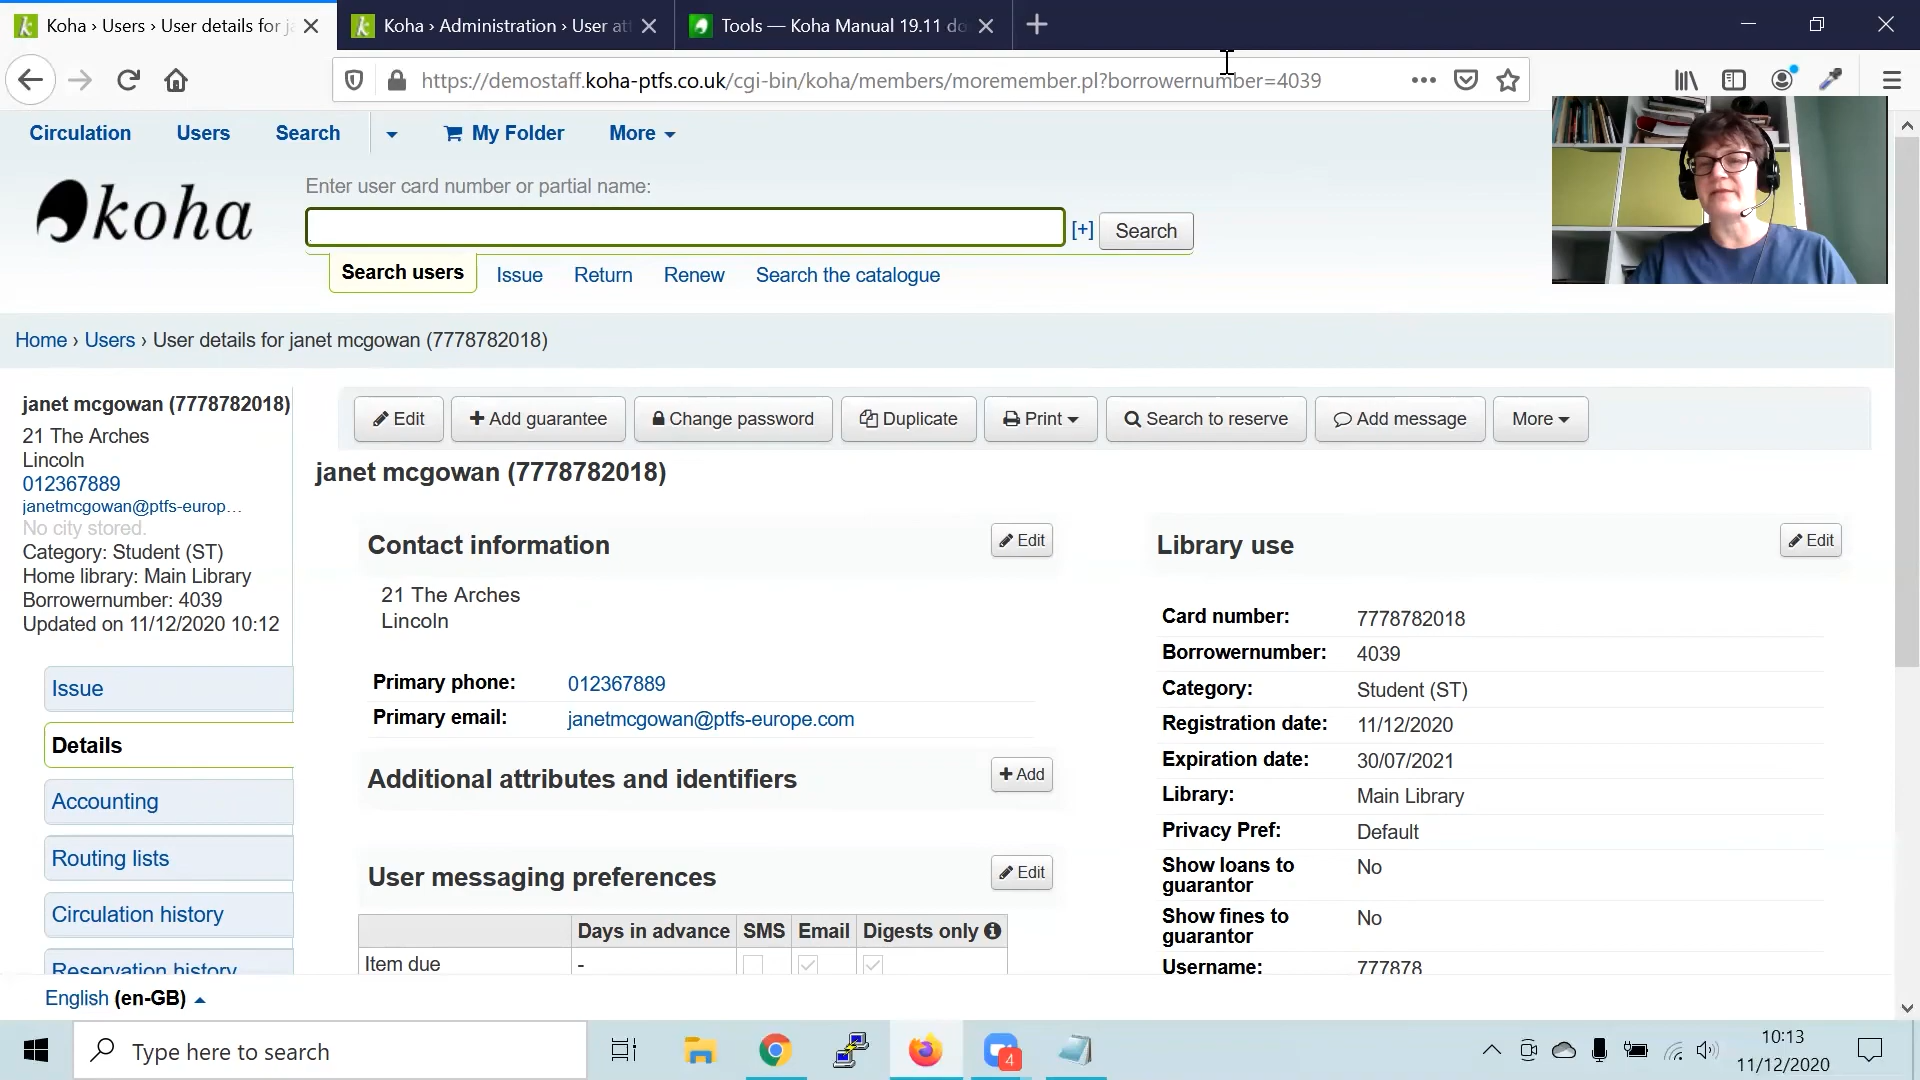 Koha › Users › User details for ja
Koha › Administration › User at
Tools — Koha Manual 19.11 do
https://demostaff.koha-ptfs.co.uk/cgi-bin/koha/members/moremember.pl?borrowernumber=4039
Circulation
Users
Search
My Folder
More
koha
Enter user card number or partial name:
[+]
Search
Search users
Issue
Return
Renew
Search the catalogue
Home › Users › User details for janet mcgowan (7778782018)
janet mcgowan (7778782018)
21 The Arches
Lincoln
012367889
janetmcgowan@ptfs-europ…
No city stored.
Category: Student (ST)
Home library: Main Library
Borrowernumber: 4039
Updated on 11/12/2020 10:12
Issue
Details
Accounting
Routing lists
Circulation history
Reservation history
English (en-GB)
Edit
Add guarantee
Change password
Duplicate
Print
Search to reserve
Add message
More
janet mcgowan (7778782018)
Contact information
Edit
21 The Arches
Lincoln
Primary phone: 012367889
Primary email: janetmcgowan@ptfs-europe.com
Additional attributes and identifiers
Add
User messaging preferences
Edit
Days in advance SMS Email Digests only
Item due -
Library use
Edit
Card number: 7778782018
Borrowernumber: 4039
Category: Student (ST)
Registration date: 11/12/2020
Expiration date: 30/07/2021
Library: Main Library
Privacy Pref: Default
Show loans to guarantor No
Show fines to guarantor No
Username: 777878
Type here to search
4
10:13
11/12/2020